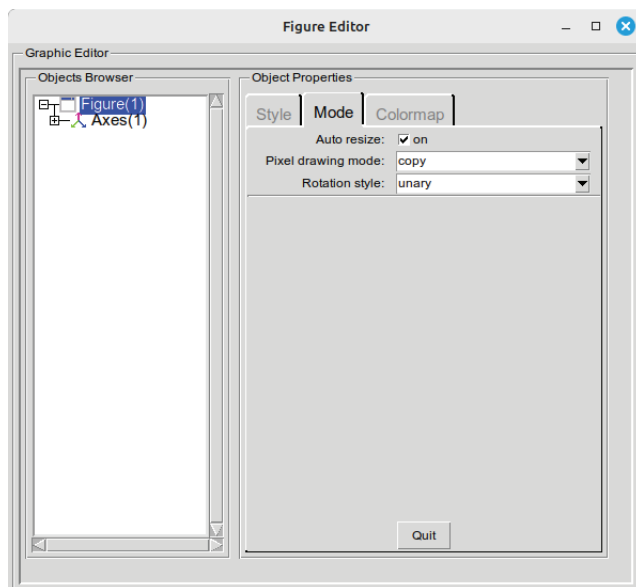 Figure Editor
Graphic Editor
Objects Browser
Figure(1)
Axes(1)
Object Properties
Style Mode Colormap
Auto resize: on
Pixel drawing mode: copy
Rotation style: unary
Quit